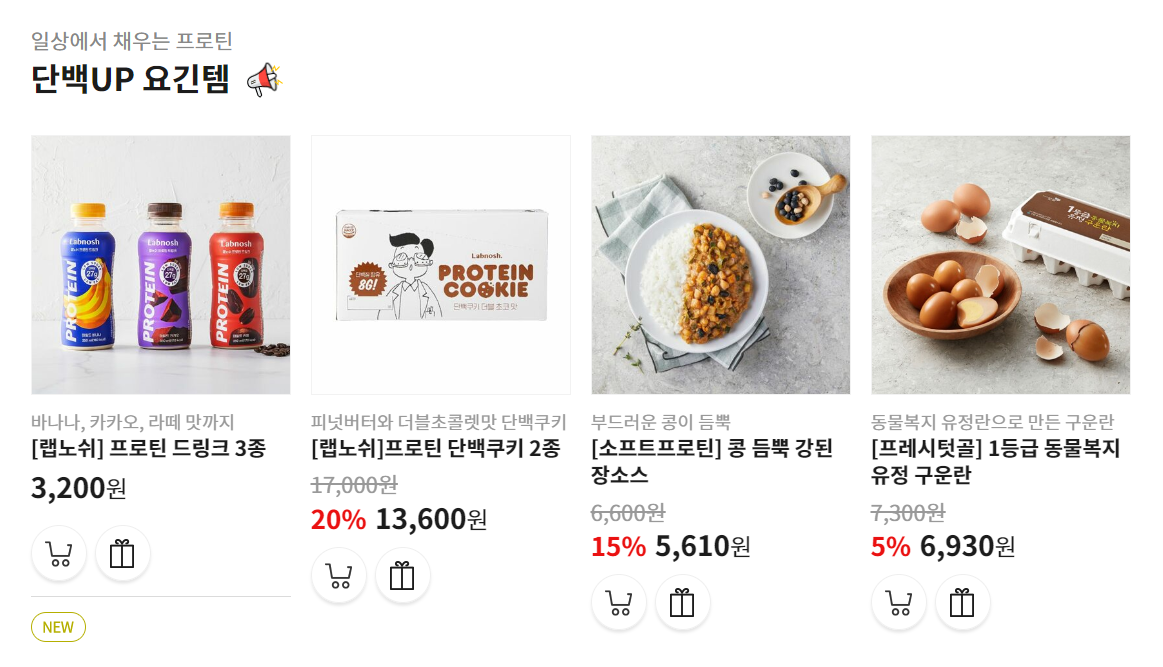 일상에서 채우는 프로틴
단백UP 요긴템
Labnosh
PROTEIN
27g
Labnosh
PROTEIN
27g
Labnosh
PROTEIN
27g
단백질 함유
8G!
Labnosh.
PROTEIN
COOKIE
단백쿠키 더블 초코 맛
1등급 동물복지
유정 구운란
바나나, 카카오, 라떼 맛까지
[랩노쉬] 프로틴 드링크 3종
3,200원
NEW
피넛버터와 더블초콜렛맛 단백쿠키
[랩노쉬]프로틴 단백쿠키 2종
17,000원
20% 13,600원
부드러운 콩이 듬뿍
[소프트프로틴] 콩 듬뿍 강된
장소스
6,600원
15% 5,610원
동물복지 유정란으로 만든 구운란
[프레시텃골] 1등급 동물복지
유정 구운란
7,300원
5% 6,930원